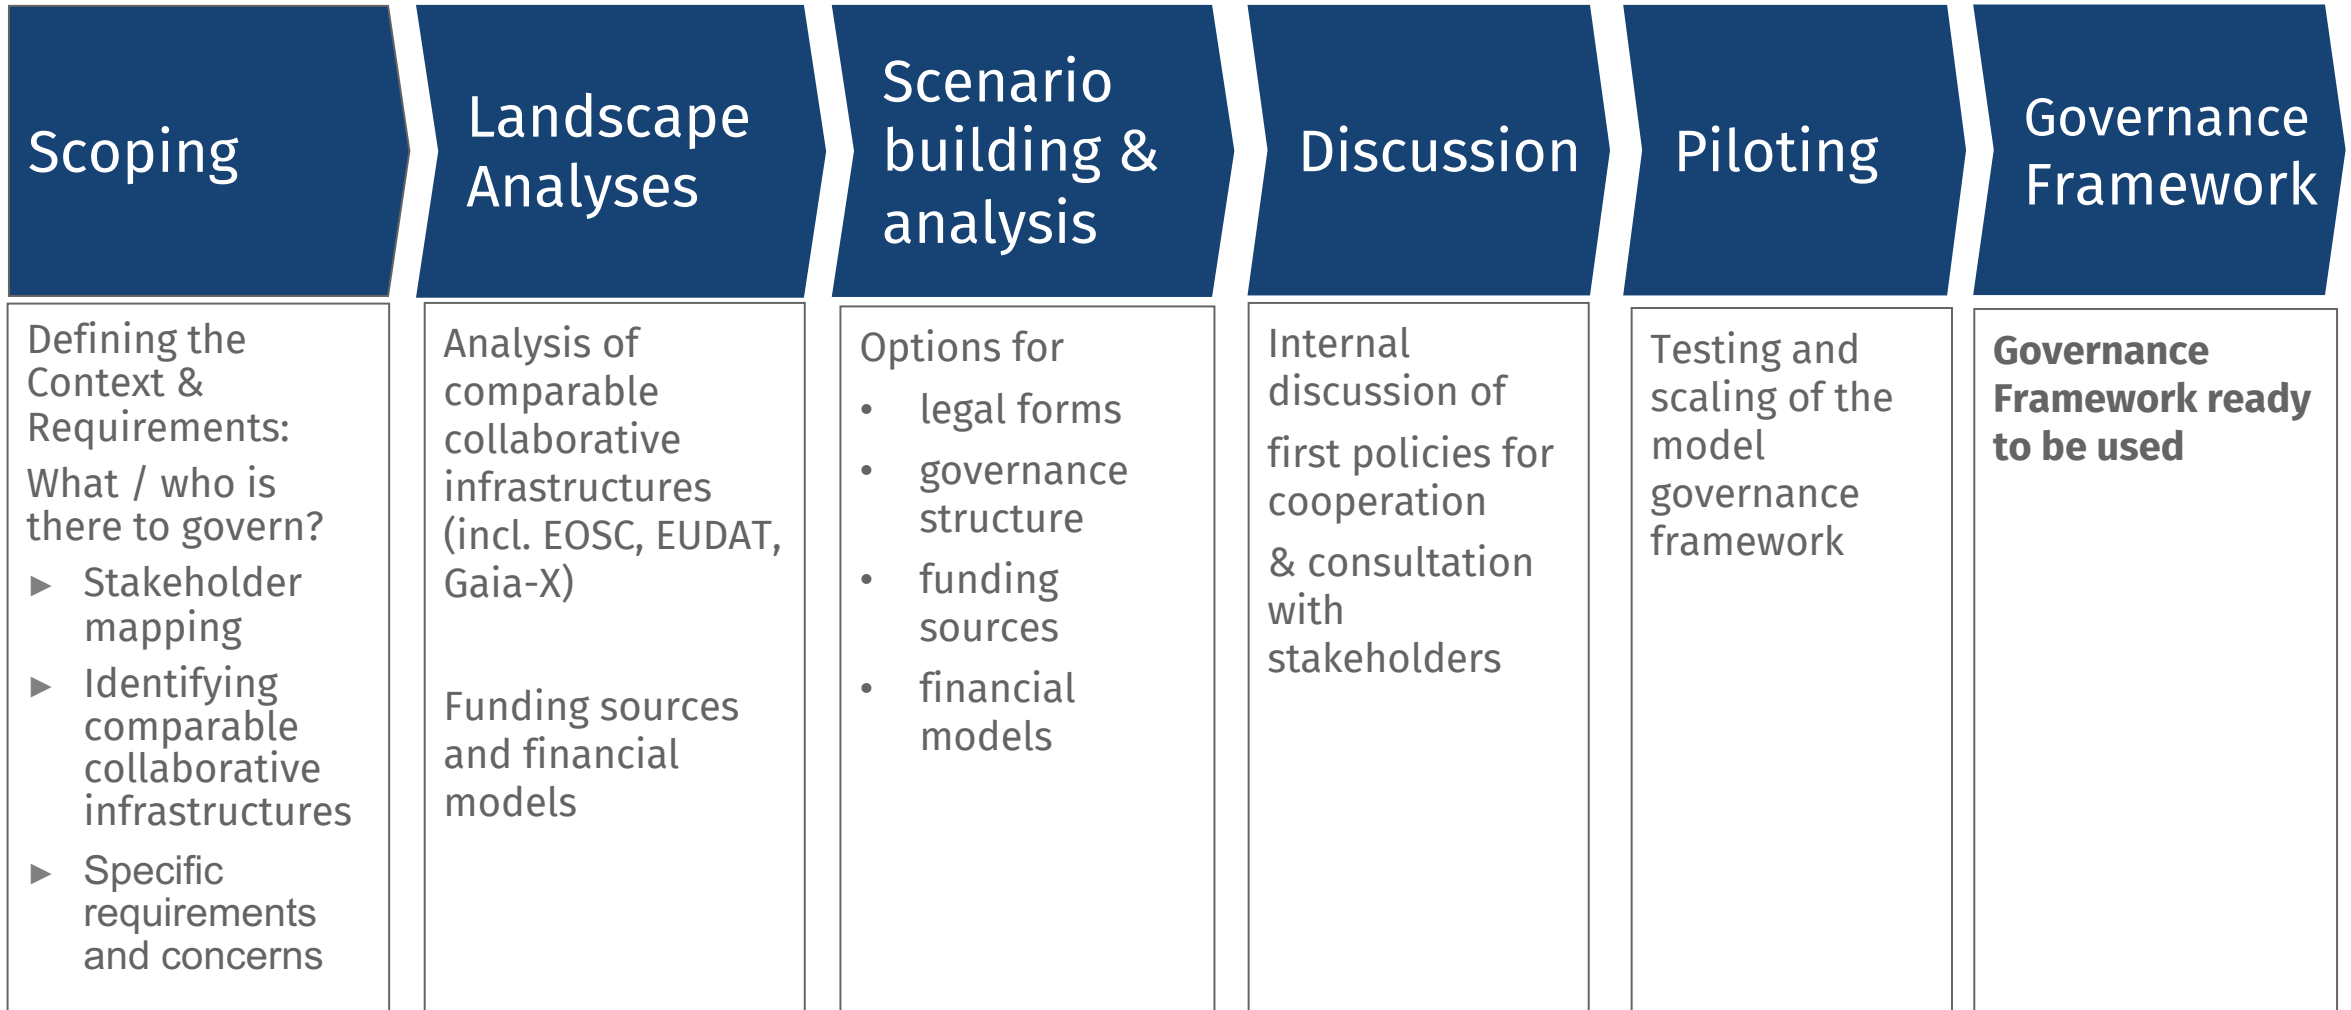 Scoping
Landscape
Analyses
Scenario
building &
analysis
Discussion
Piloting
Governance
Framework
Defining the
Context &
Requirements:
What / who is
there to govern?
► Stakeholder
mapping
► Identifying
comparable
collaborative
infrastructures
► Specific
requirements
and concerns
Analysis of
comparable
collaborative
infrastructures
(incl. EOSC, EUDAT,
Gaia-X)
Funding sources
and financial
models
Options for
• legal forms
• governance
structure
• funding
sources
• financial
models
Internal
discussion of
first policies for
cooperation
& consultation
with
stakeholders
Testing and
scaling of the
model
governance
framework
Governance
Framework ready
to be used